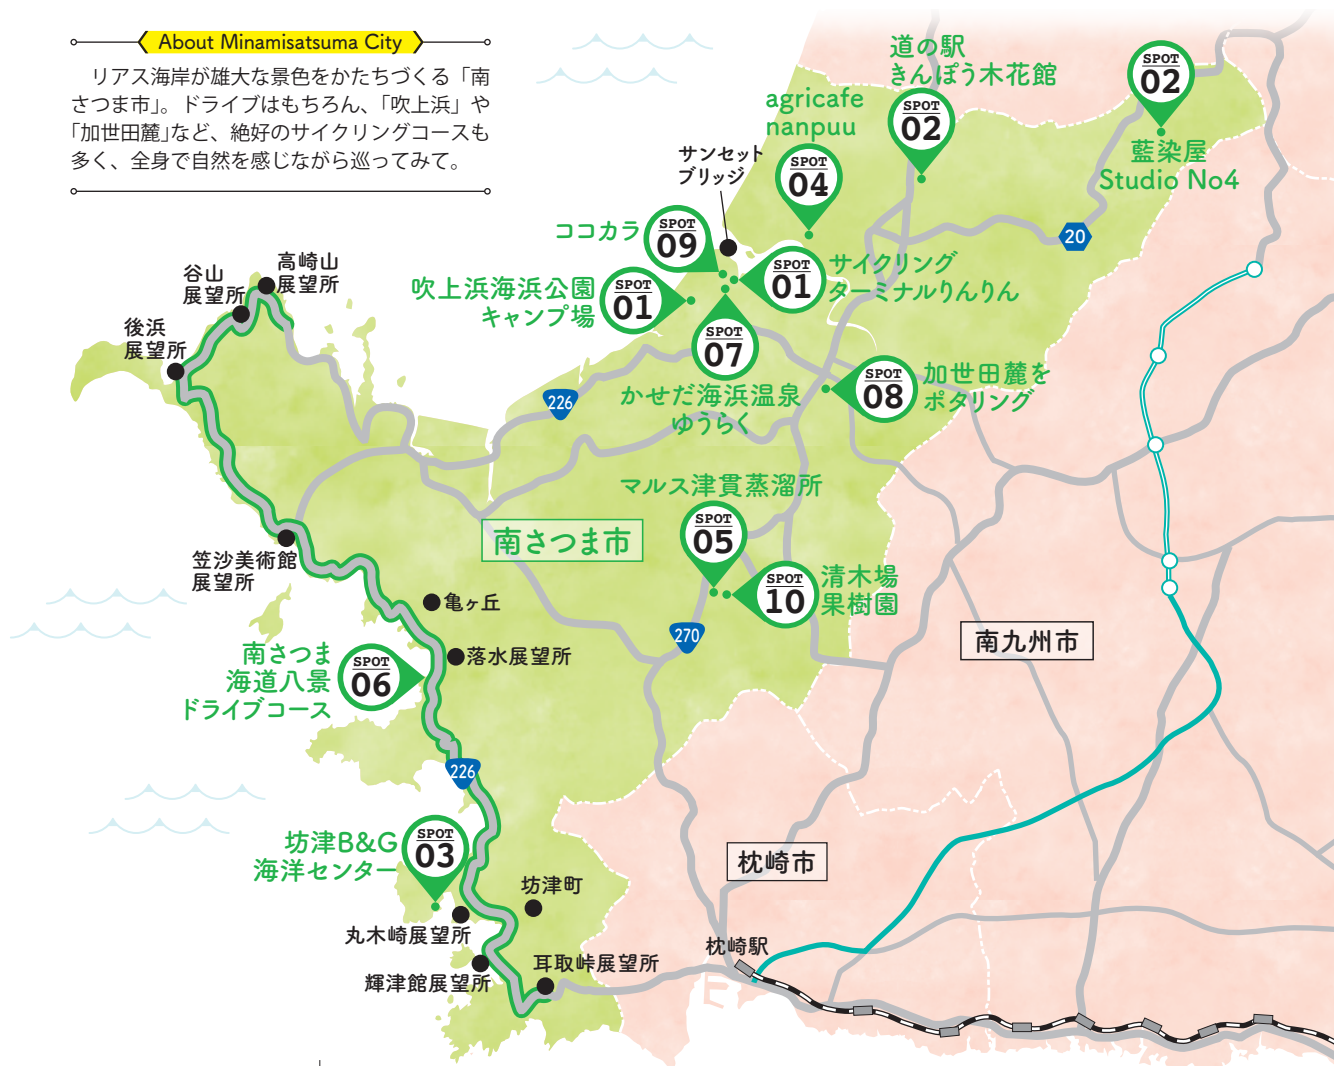 About Minamisatsuma City
リアス海岸が雄大な景色をかたちづくる「南
さつま市」。ドライブはもちろん、「吹上浜」や
「加世田麓」など、絶好のサイクリングコースも
多く、全身で自然を感じながら巡ってみて。
道の駅
きんぽう木花館
SPOT
02
SPOT
02
藍染屋
Studio No4
agricafe
nanpuu
SPOT
04
サンセット
ブリッジ
ココカラ
SPOT
09
20
高崎山
展望所
谷山
展望所
後浜
展望所
吹上浜海浜公園
キャンプ場
SPOT
01
SPOT
01
サイクリング
ターミナルりんりん
SPOT
07
かせだ海浜温泉
ゆうらく
SPOT
08
加世田麓を
ポタリング
226
マルス津貫蒸溜所
SPOT
05
南さつま市
SPOT
10
清木場
果樹園
笠沙美術館
展望所
亀ヶ丘
270
南九州市
落水展望所
南さつま
海道八景
ドライブコース
SPOT
06
226
坊津B&G
海洋センター
SPOT
03
枕崎市
坊津町
丸木崎展望所
枕崎駅
耳取峠展望所
輝津館展望所